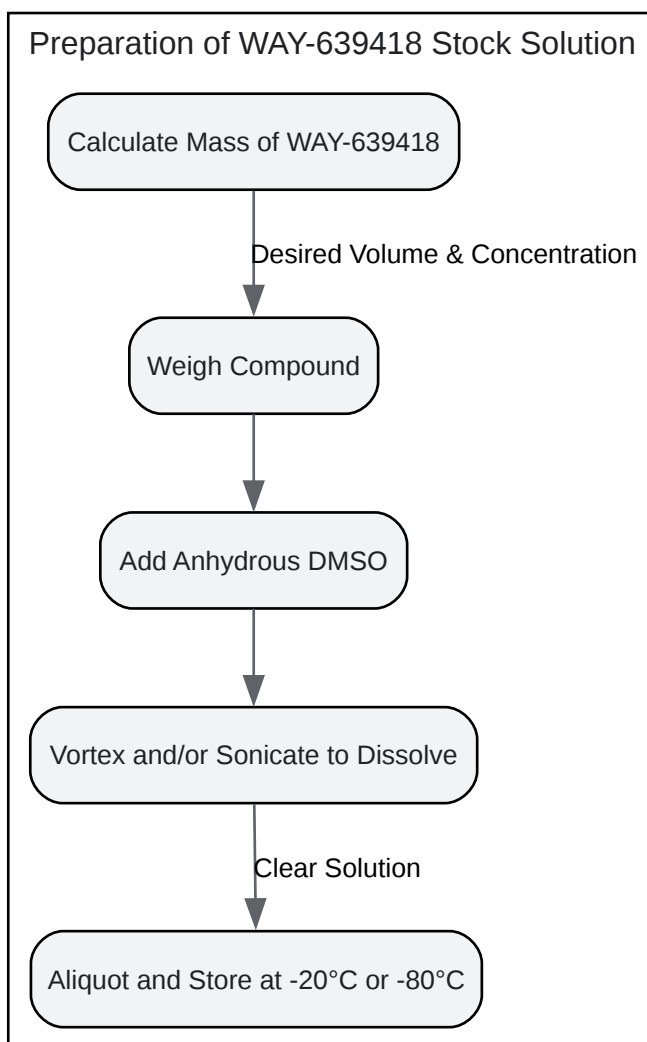 Preparation of WAY-639418 Stock Solution
Calculate Mass of WAY-639418
Desired Volume & Concentration
Weigh Compound
Add Anhydrous DMSO
Vortex and/or Sonicate to Dissolve
Clear Solution
Aliquot and Store at -20°C or -80°C